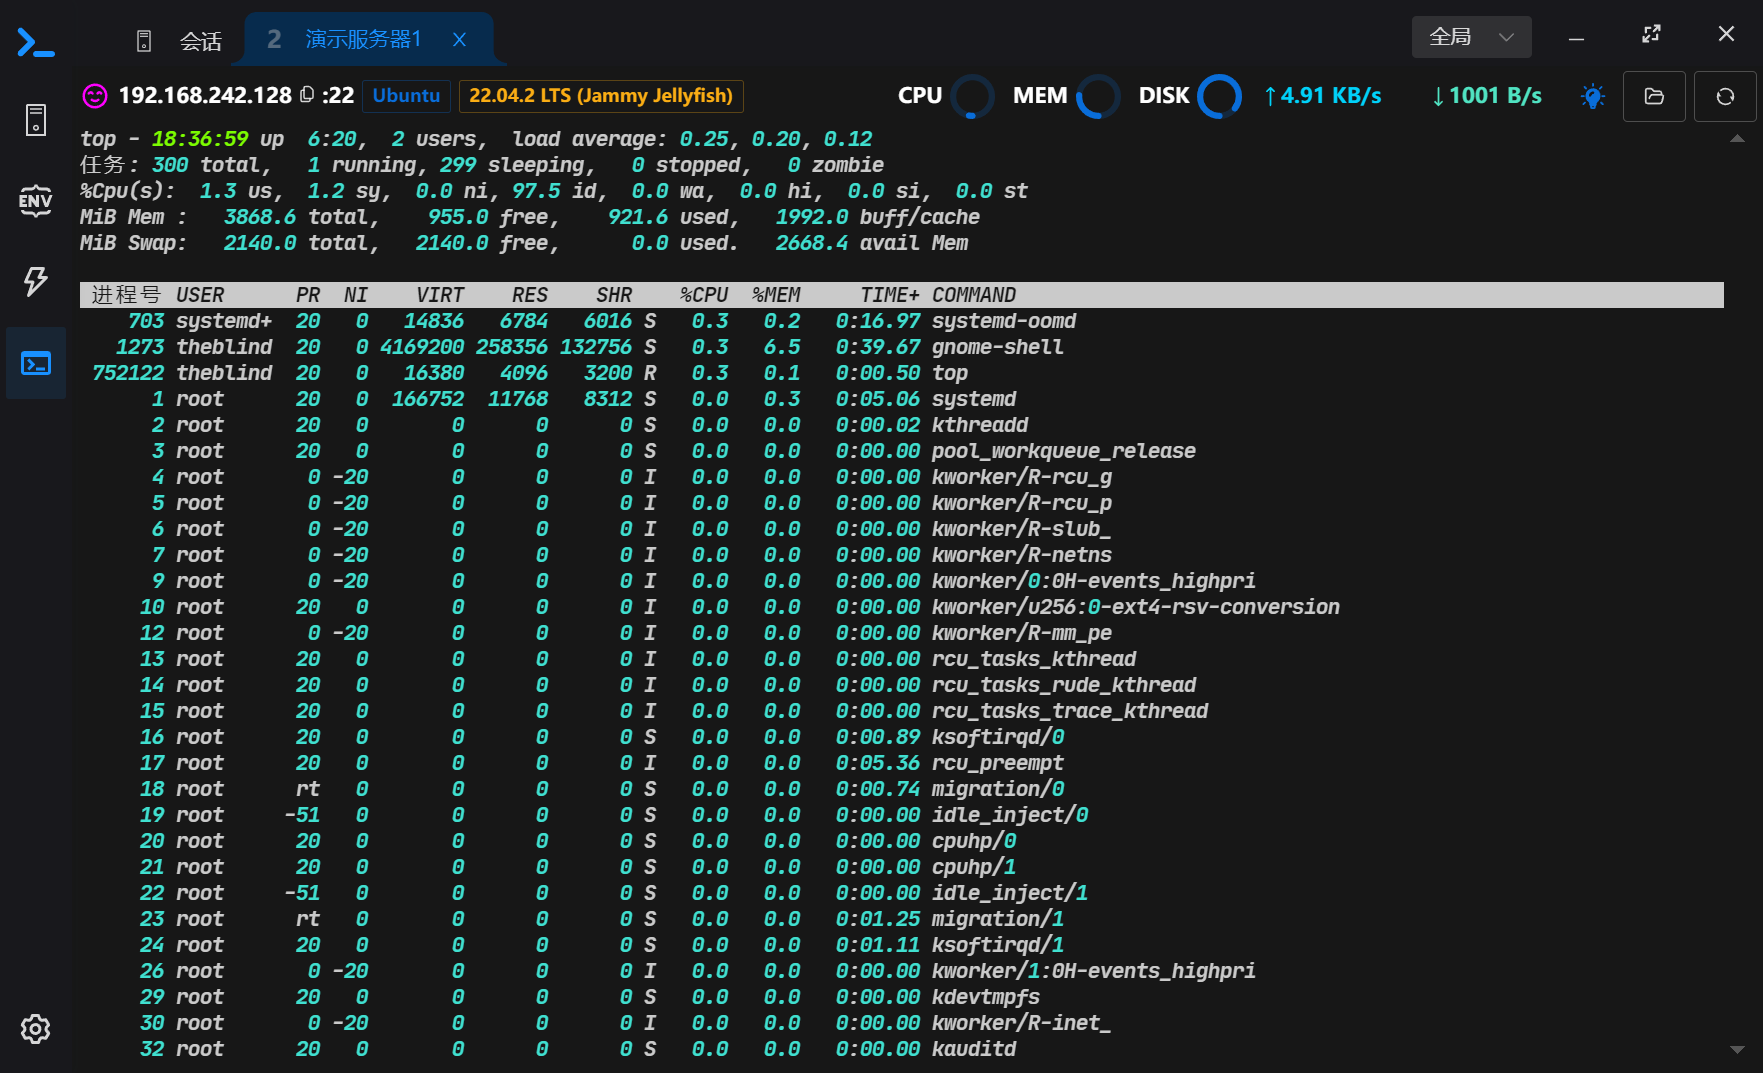 会话
2 演示服务器1 X
全局
192.168.242.128 :22 Ubuntu 22.04.2 LTS (Jammy Jellyfish) CPU MEM DISK ↑4.91 KB/s ↓1001 B/s
ENV
top - 18:36:59 up  6:20,  2 users,  load average: 0.25, 0.20, 0.12
任务: 300 total,   1 running, 299 sleeping,   0 stopped,   0 zombie
%Cpu(s):  1.3 us,  1.2 sy,  0.0 ni, 97.5 id,  0.0 wa,  0.0 hi,  0.0 si,  0.0 st
MiB Mem :   3868.6 total,    955.0 free,    921.6 used,   1992.0 buff/cache
MiB Swap:   2140.0 total,   2140.0 free,      0.0 used.   2668.4 avail Mem
进程号 USER      PR  NI    VIRT    RES    SHR    %CPU  %MEM     TIME+ COMMAND
703 systemd+  20   0   14836   6784   6016 S   0.3   0.2   0:16.97 systemd-oomd
1273 theblind  20   0 4169200 258356 132756 S   0.3   6.5   0:39.67 gnome-shell
752122 theblind  20   0   16380   4096   3200 R   0.3   0.1   0:00.50 top
1 root      20   0  166752  11768   8312 S   0.0   0.3   0:05.06 systemd
2 root      20   0       0      0      0 S   0.0   0.0   0:00.02 kthreadd
3 root      20   0       0      0      0 S   0.0   0.0   0:00.00 pool_workqueue_release
4 root       0 -20       0      0      0 I   0.0   0.0   0:00.00 kworker/R-rcu_g
5 root       0 -20       0      0      0 I   0.0   0.0   0:00.00 kworker/R-rcu_p
6 root       0 -20       0      0      0 I   0.0   0.0   0:00.00 kworker/R-slub_
7 root       0 -20       0      0      0 I   0.0   0.0   0:00.00 kworker/R-netns
9 root       0 -20       0      0      0 I   0.0   0.0   0:00.00 kworker/0:0H-events_highpri
10 root      20   0       0      0      0 I   0.0   0.0   0:00.00 kworker/u256:0-ext4-rsv-conversion
12 root       0 -20       0      0      0 I   0.0   0.0   0:00.00 kworker/R-mm_pe
13 root      20   0       0      0      0 I   0.0   0.0   0:00.00 rcu_tasks_kthread
14 root      20   0       0      0      0 I   0.0   0.0   0:00.00 rcu_tasks_rude_kthread
15 root      20   0       0      0      0 I   0.0   0.0   0:00.00 rcu_tasks_trace_kthread
16 root      20   0       0      0      0 S   0.0   0.0   0:00.89 ksoftirqd/0
17 root      20   0       0      0      0 I   0.0   0.0   0:05.36 rcu_preempt
18 root      rt   0       0      0      0 S   0.0   0.0   0:00.74 migration/0
19 root     -51   0       0      0      0 S   0.0   0.0   0:00.00 idle_inject/0
20 root      20   0       0      0      0 S   0.0   0.0   0:00.00 cpuhp/0
21 root      20   0       0      0      0 S   0.0   0.0   0:00.00 cpuhp/1
22 root     -51   0       0      0      0 S   0.0   0.0   0:00.00 idle_inject/1
23 root      rt   0       0      0      0 S   0.0   0.0   0:01.25 migration/1
24 root      20   0       0      0      0 S   0.0   0.0   0:01.11 ksoftirqd/1
26 root       0 -20       0      0      0 I   0.0   0.0   0:00.00 kworker/1:0H-events_highpri
29 root      20   0       0      0      0 S   0.0   0.0   0:00.00 kdevtmpfs
30 root       0 -20       0      0      0 I   0.0   0.0   0:00.00 kworker/R-inet_
32 root      20   0       0      0      0 S   0.0   0.0   0:00.00 kauditd